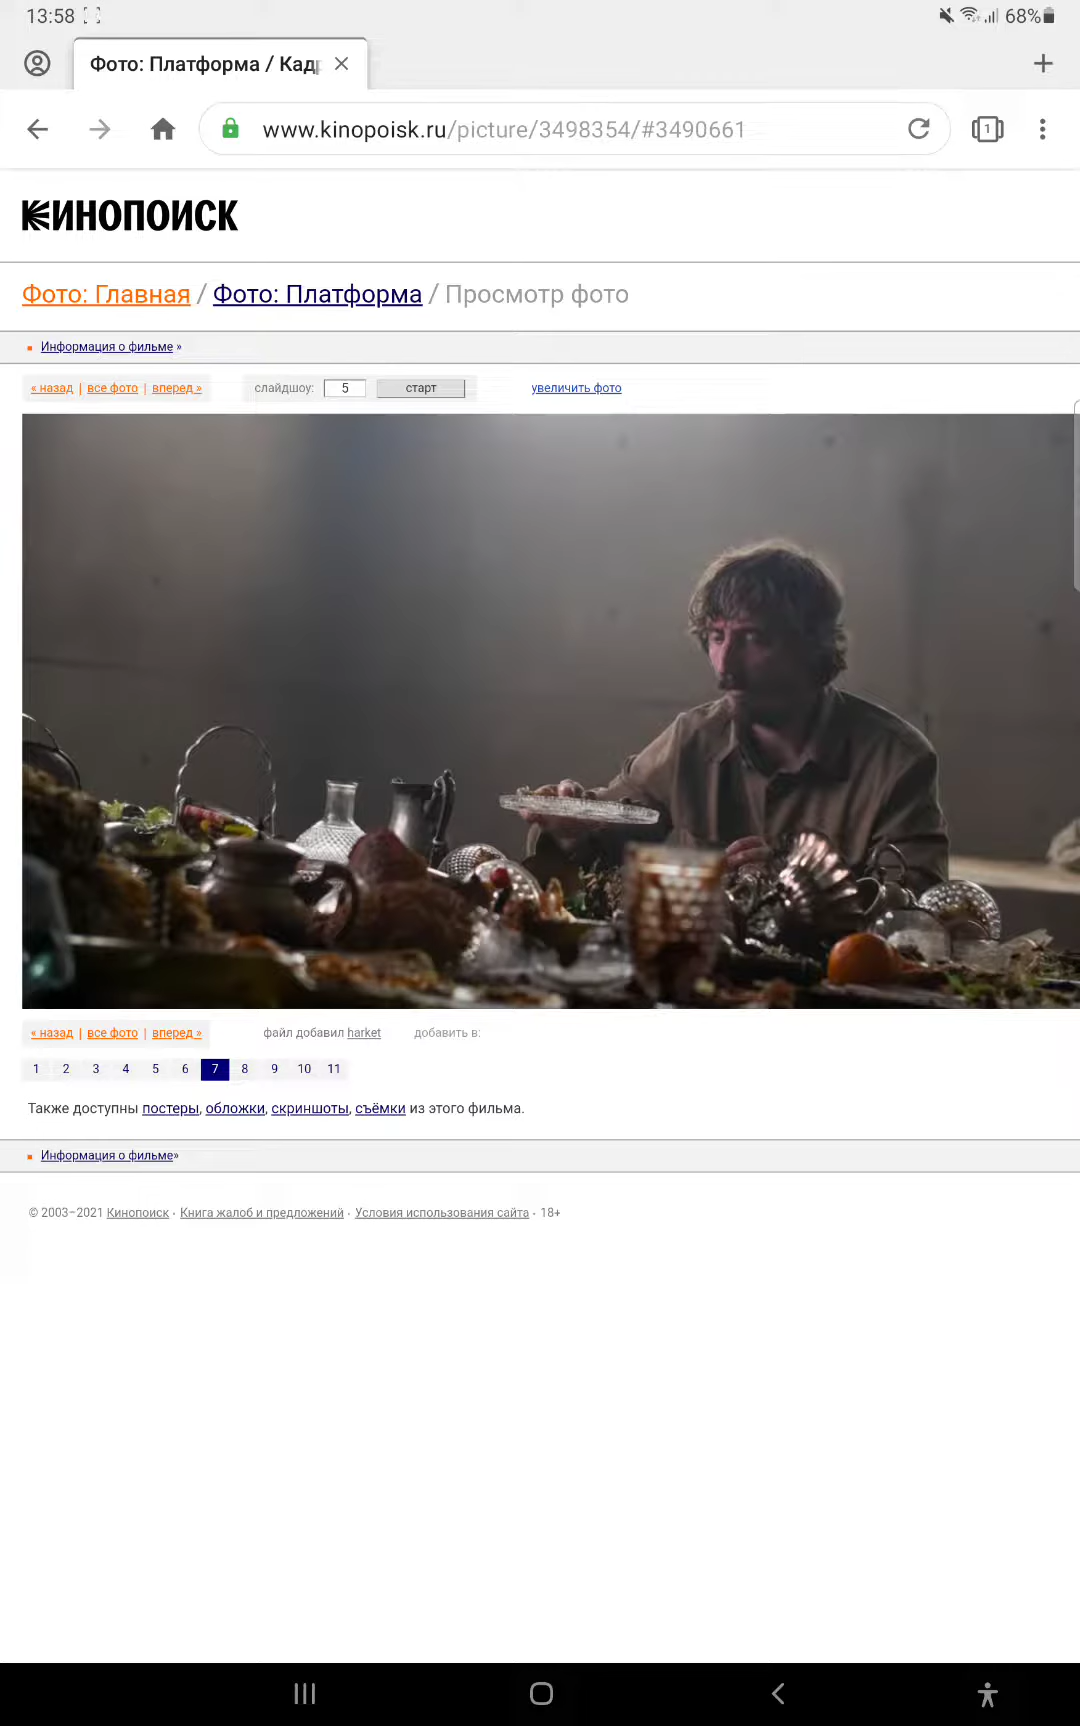 13:58 68%
Фото: Платформа / Кад
www.kinopoisk.ru/picture/3498354/#3490661 1
КИНОПОИСК
Фото: Главная / Фото: Платформа / Просмотр фото
Информация о фильме »
« назад | все фото | вперед » слайдшоу: 5 старт увеличить фото
« назад | все фото | вперед » файл добавил harket добавить в:
1 2 3 4 5 6 7 8 9 10 11
Также доступны постеры, обложки, скриншоты, съёмки из этого фильма.
Информация о фильме»
© 2003–2021 Кинопоиск · Книга жалоб и предложений · Условия использования сайта · 18+